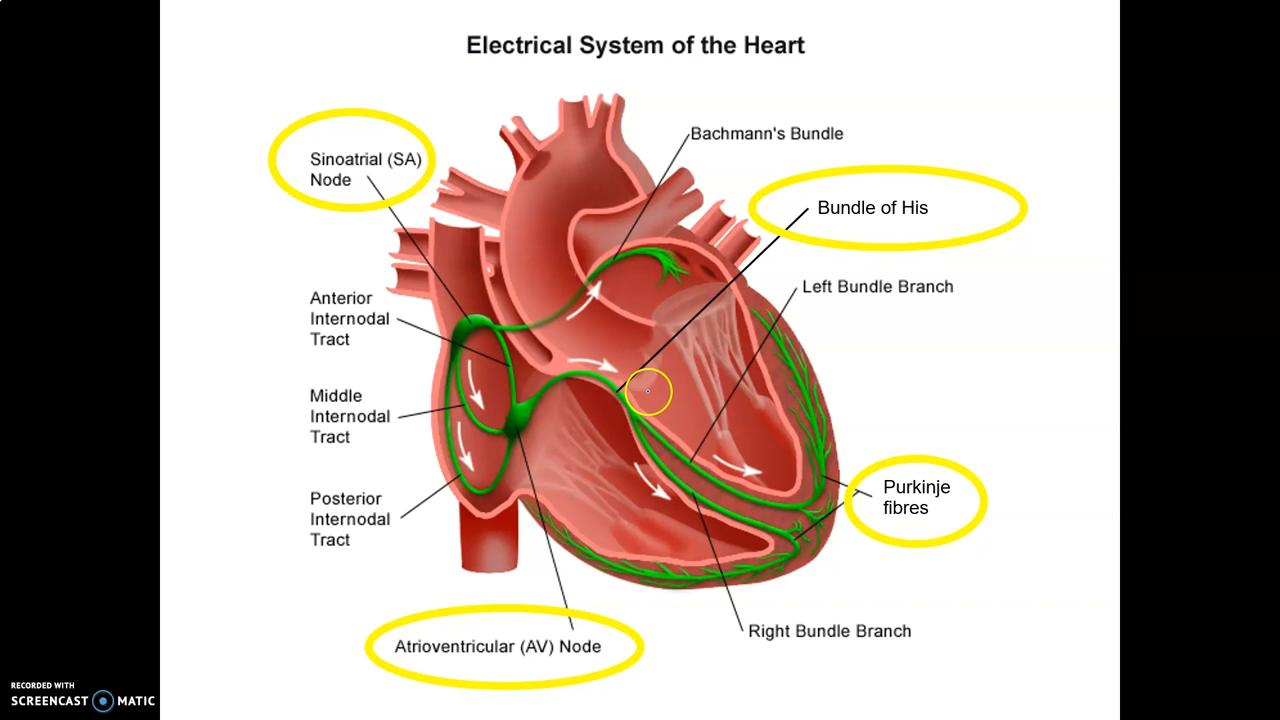 Electrical System of the Heart
Bachmann's Bundle
Sinoatrial (SA)
Node
Bundle of His
Left Bundle Branch
Anterior
Internodal
Tract
Middle
Internodal
Tract
Posterior
Internodal
Tract
Purkinje
fibres
Right Bundle Branch
Atrioventricular (AV) Node
RECORDED WITH
SCREENCAST MATIC